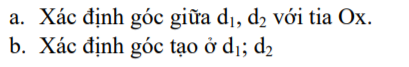 a. Xác định góc giữa d₁, d₂ với tia Ox.
b. Xác định góc tạo ở d₁; d₂